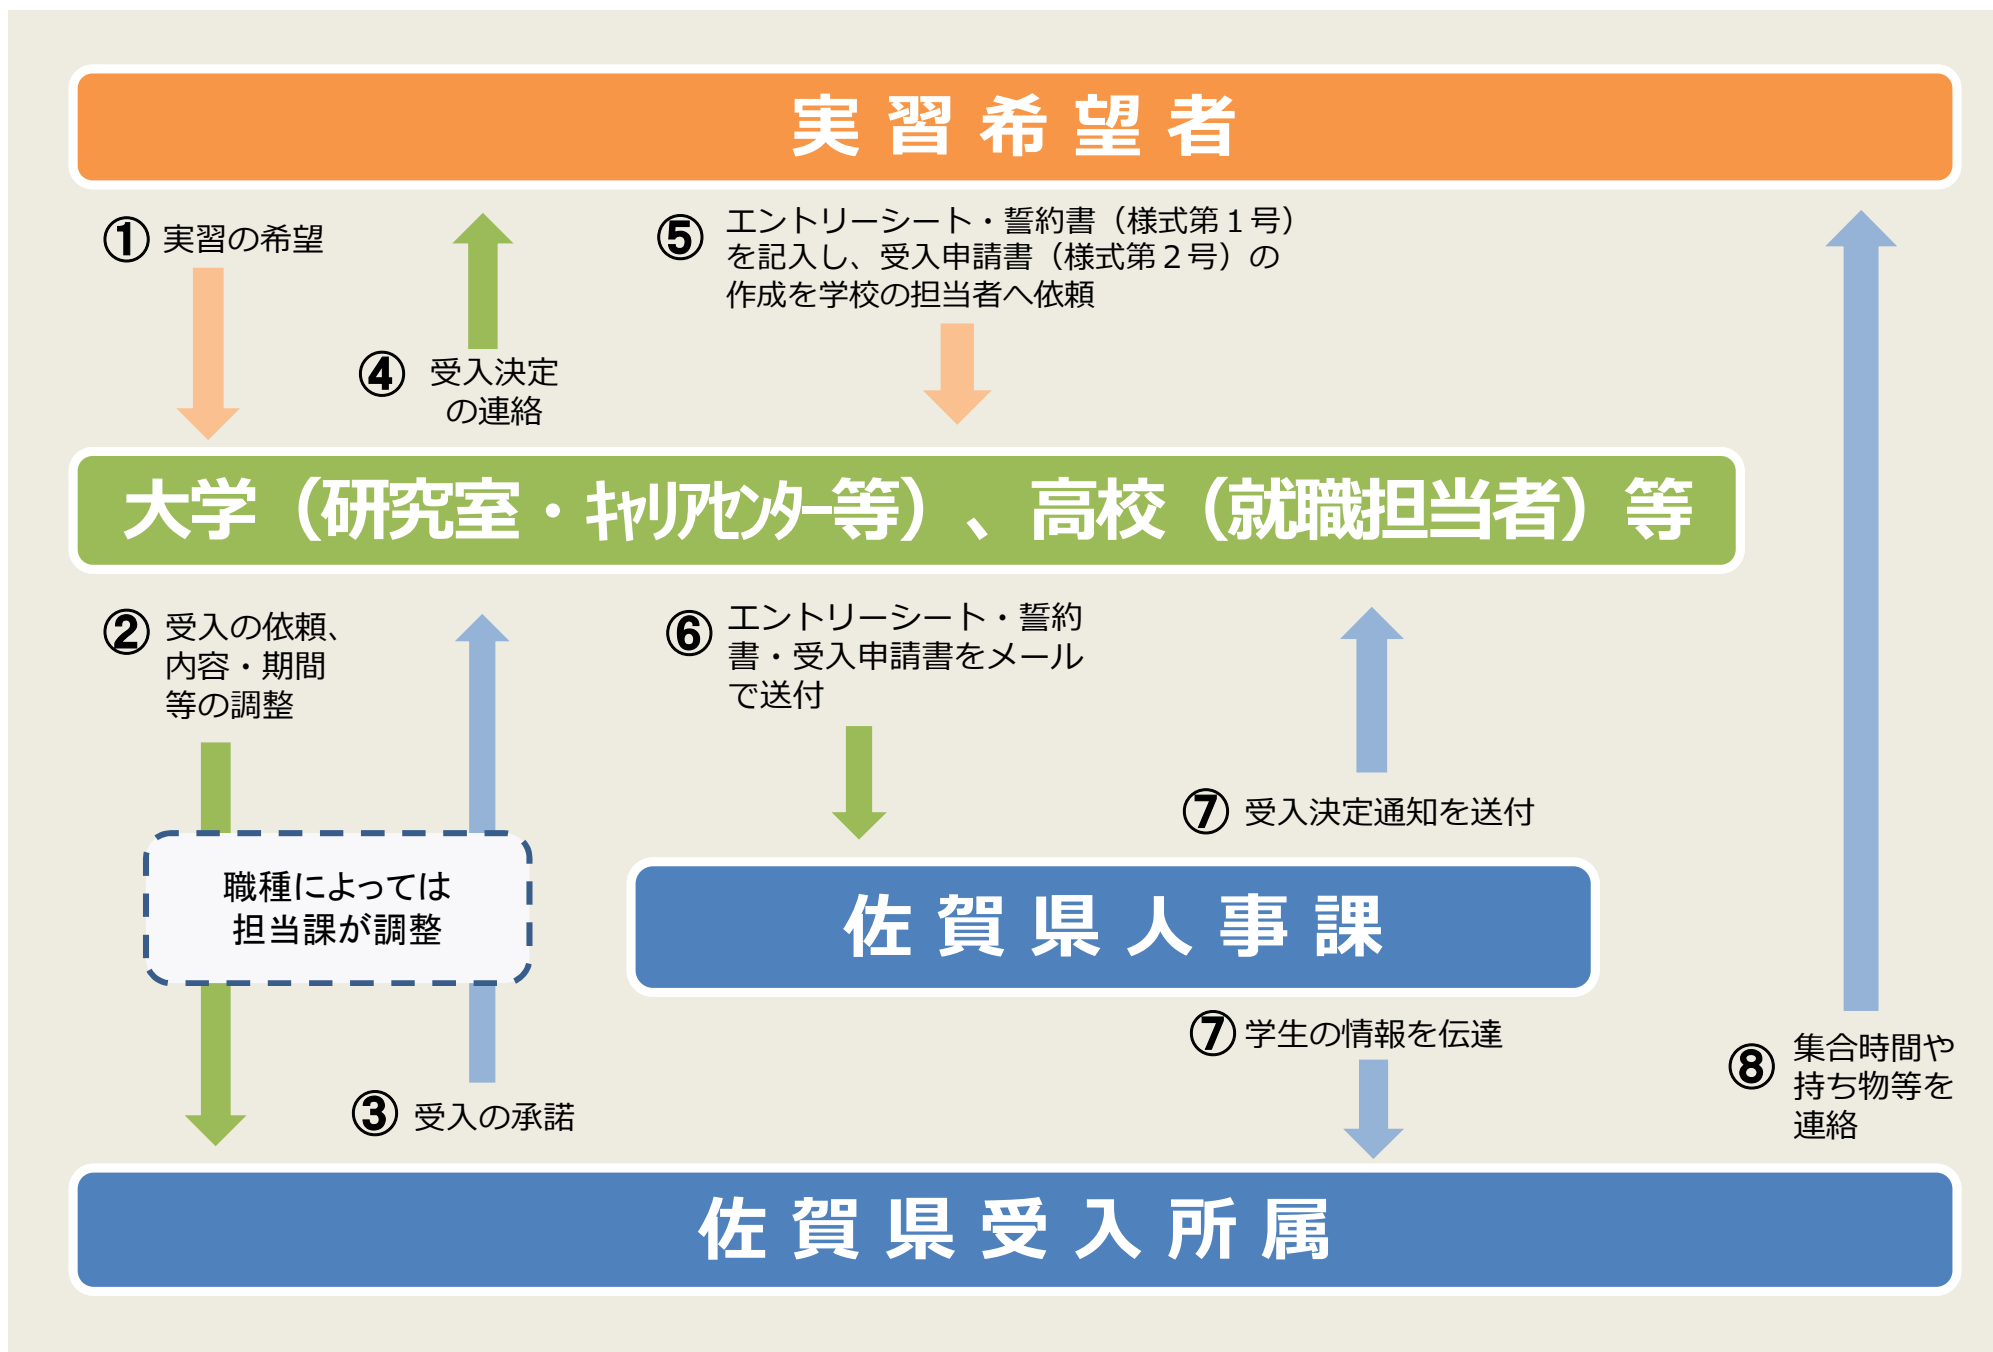 実習希望者
① 実習の希望
④ 受入決定
の連絡
⑤ エントリーシート・誓約書（様式第１号）
を記入し、受入申請書（様式第２号）の
作成を学校の担当者へ依頼
大学（研究室・ｷｬﾘｱｾﾝﾀｰ等）、高校（就職担当者）等
② 受入の依頼、
内容・期間
等の調整
職種によっては
担当課が調整
③ 受入の承諾
⑥ エントリーシート・誓約
書・受入申請書をメール
で送付
⑦ 受入決定通知を送付
佐賀県人事課
⑦ 学生の情報を伝達
⑧ 集合時間や
持ち物等を
連絡
佐賀県受入所属